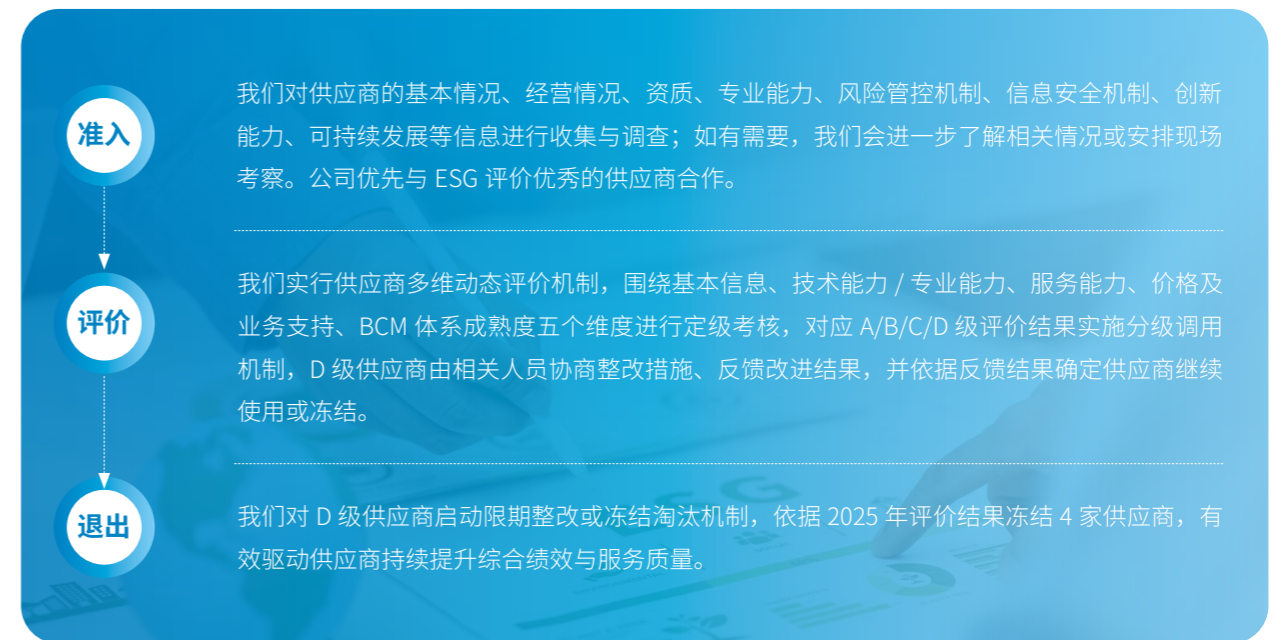 准入
我们对供应商的基本情况、经营情况、资质、专业能力、风险管控机制、信息安全机制、创新
能力、可持续发展等信息进行收集与调查；如有需要，我们会进一步了解相关情况或安排现场
考察。公司优先与 ESG 评价优秀的供应商合作。
评价
我们实行供应商多维动态评价机制，围绕基本信息、技术能力 / 专业能力、服务能力、价格及
业务支持、BCM 体系成熟度五个维度进行定级考核，对应 A/B/C/D 级评价结果实施分级调用
机制，D 级供应商由相关人员协商整改措施、反馈改进结果，并依据反馈结果确定供应商继续
使用或冻结。
退出
我们对 D 级供应商启动限期整改或冻结淘汰机制，依据 2025 年评价结果冻结 4 家供应商，有
效驱动供应商持续提升综合绩效与服务质量。
ESG